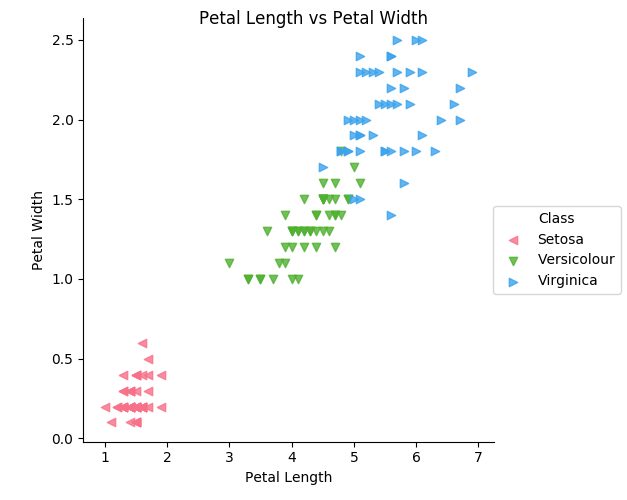 Petal Length vs Petal Width
2.5
2.0
1.5
1.0
0.5
0.0
Petal Width
1 2 3 4 5 6 7
Petal Length
Class
Setosa
Versicolour
Virginica